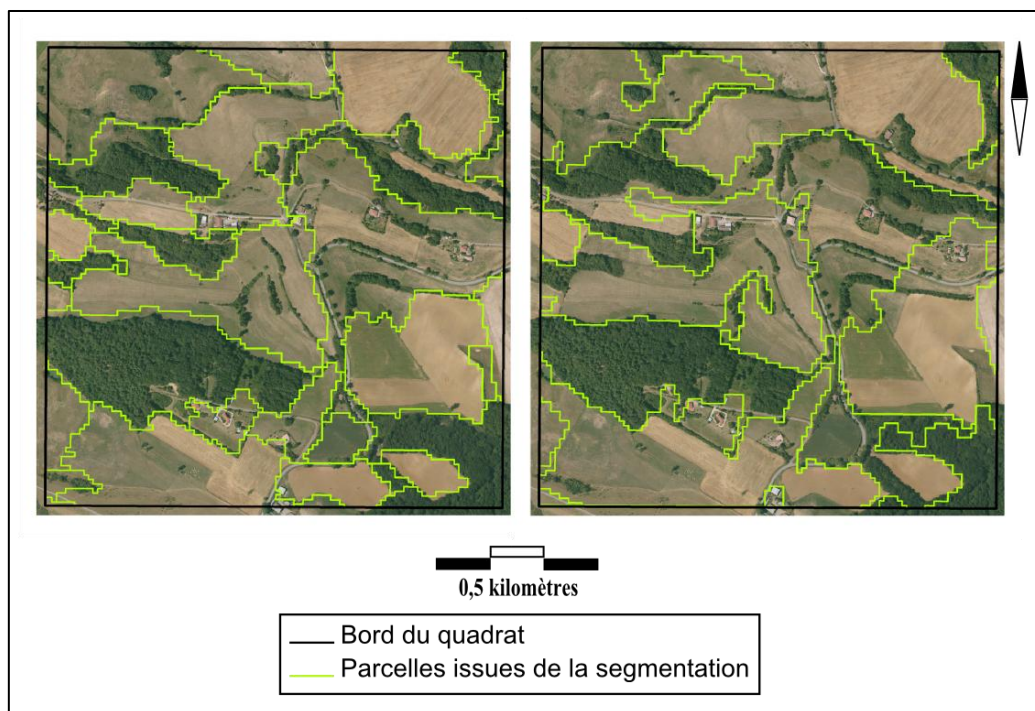 0,5 kilomètres
Bord du quadrat
Parcelles issues de la segmentation